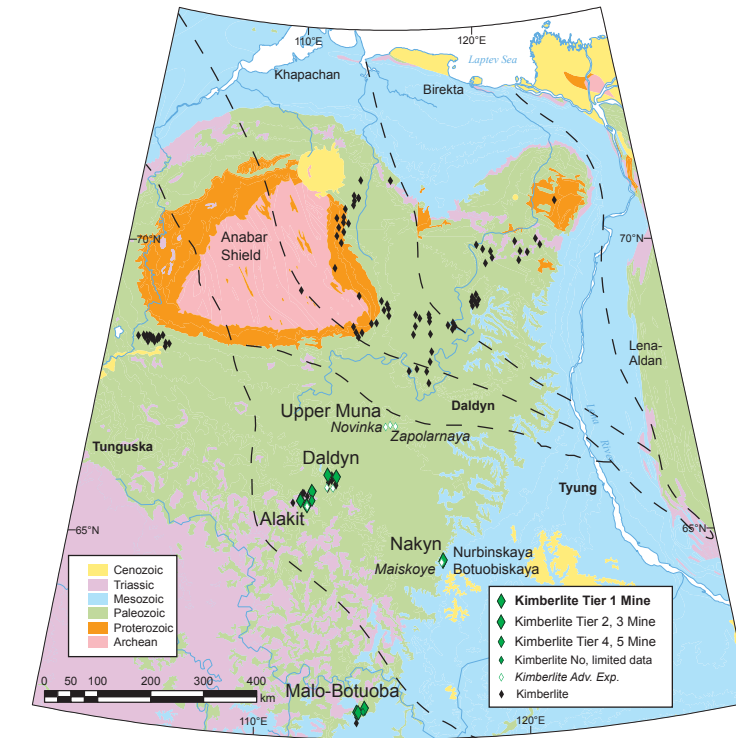 110°E
120°E
Laptev Sea
Khapachan
Birekta
70°N
Anabar
Shield
70°N
Lena-
Aldan
Daldyn
Upper Muna
Novinka
Zapolarnaya
Lena
River
Tunguska
Daldyn
Tyung
Alakit
65°N
65°N
Nakyn
Nurbinskaya
Maiskoye
Botuobiskaya
Cenozoic
Triassic
Mesozoic
Paleozoic
Proterozoic
Archean
Kimberlite Tier 1 Mine
Kimberlite Tier 2, 3 Mine
Kimberlite Tier 4, 5 Mine
Kimberlite No, limited data
Kimberlite Adv. Exp.
Kimberlite
0 50 100 200 300 400
km
Malo-Botuoba
110°E
120°E